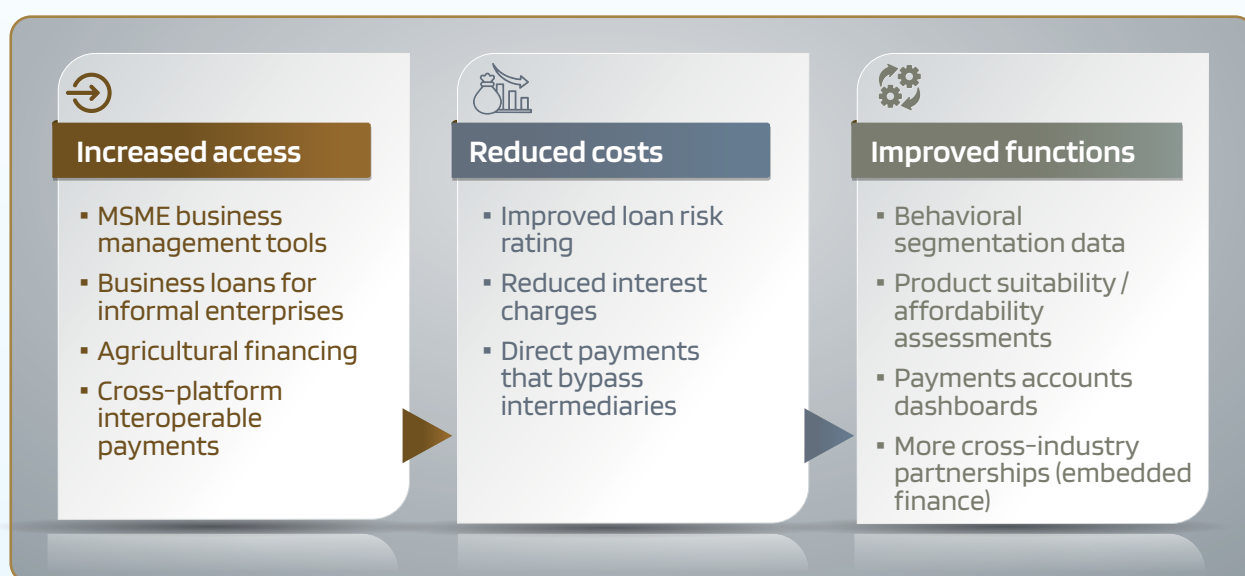 Increased access
▪ MSME business
management tools
▪ Business loans for
informal enterprises
▪ Agricultural financing
▪ Cross-platform
interoperable
payments
Reduced costs
▪ Improved loan risk
rating
▪ Reduced interest
charges
▪ Direct payments
that bypass
intermediaries
Improved functions
▪ Behavioral
segmentation data
▪ Product suitability /
affordability
assessments
▪ Payments accounts
dashboards
▪ More cross-industry
partnerships (embedded
finance)